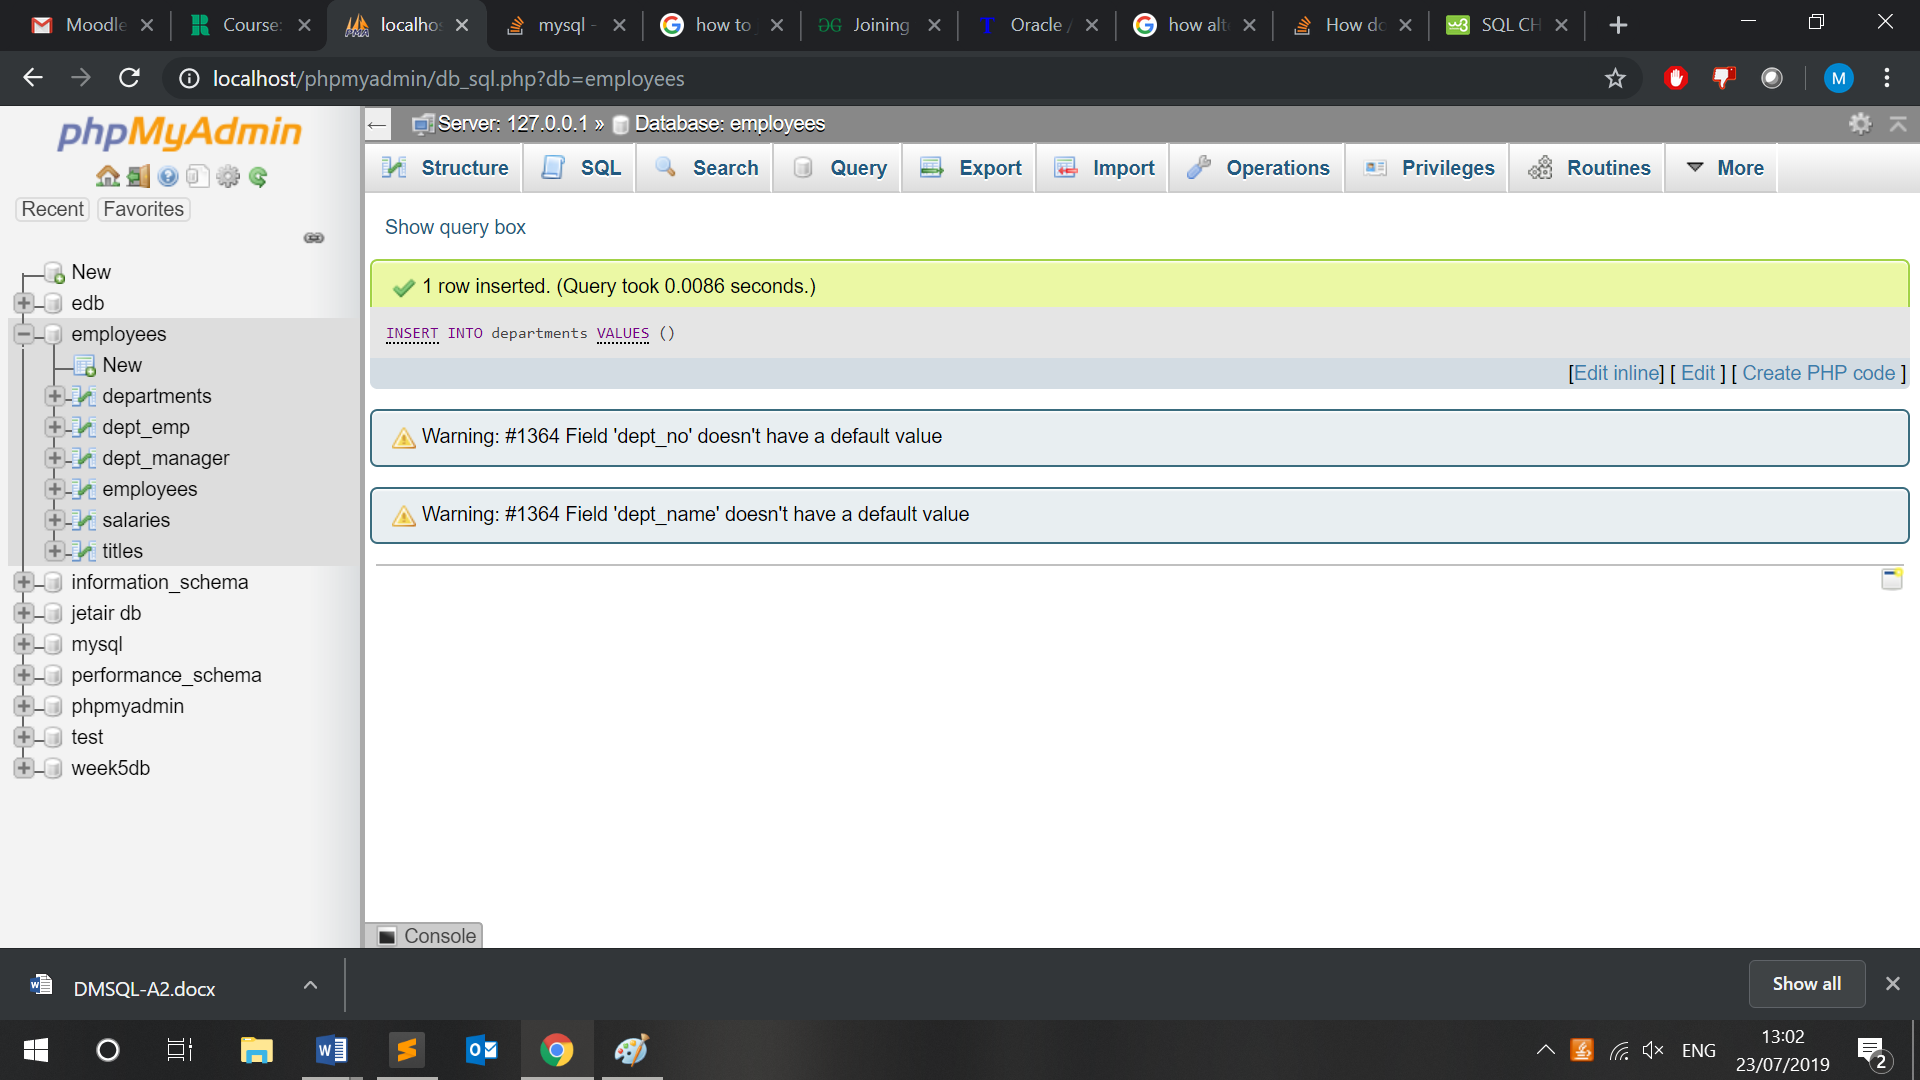 Moodle
Course:
localhos
mysql -
how to
Joining
Oracle /
how alt
How do
SQL CH
localhost/phpmyadmin/db_sql.php?db=employees
M
phpMyAdmin
Recent
Favorites
New
edb
employees
New
departments
dept_emp
dept_manager
employees
salaries
titles
information_schema
jetair db
mysql
performance_schema
phpmyadmin
test
week5db
Server: 127.0.0.1 » Database: employees
Structure
SQL
Search
Query
Export
Import
Operations
Privileges
Routines
More
Show query box
1 row inserted. (Query took 0.0086 seconds.)
INSERT INTO departments VALUES ()
[Edit inline] [ Edit ] [ Create PHP code ]
Warning: #1364 Field 'dept_no' doesn't have a default value
Warning: #1364 Field 'dept_name' doesn't have a default value
Console
DMSQL-A2.docx
Show all
ENG
13:02
23/07/2019
2